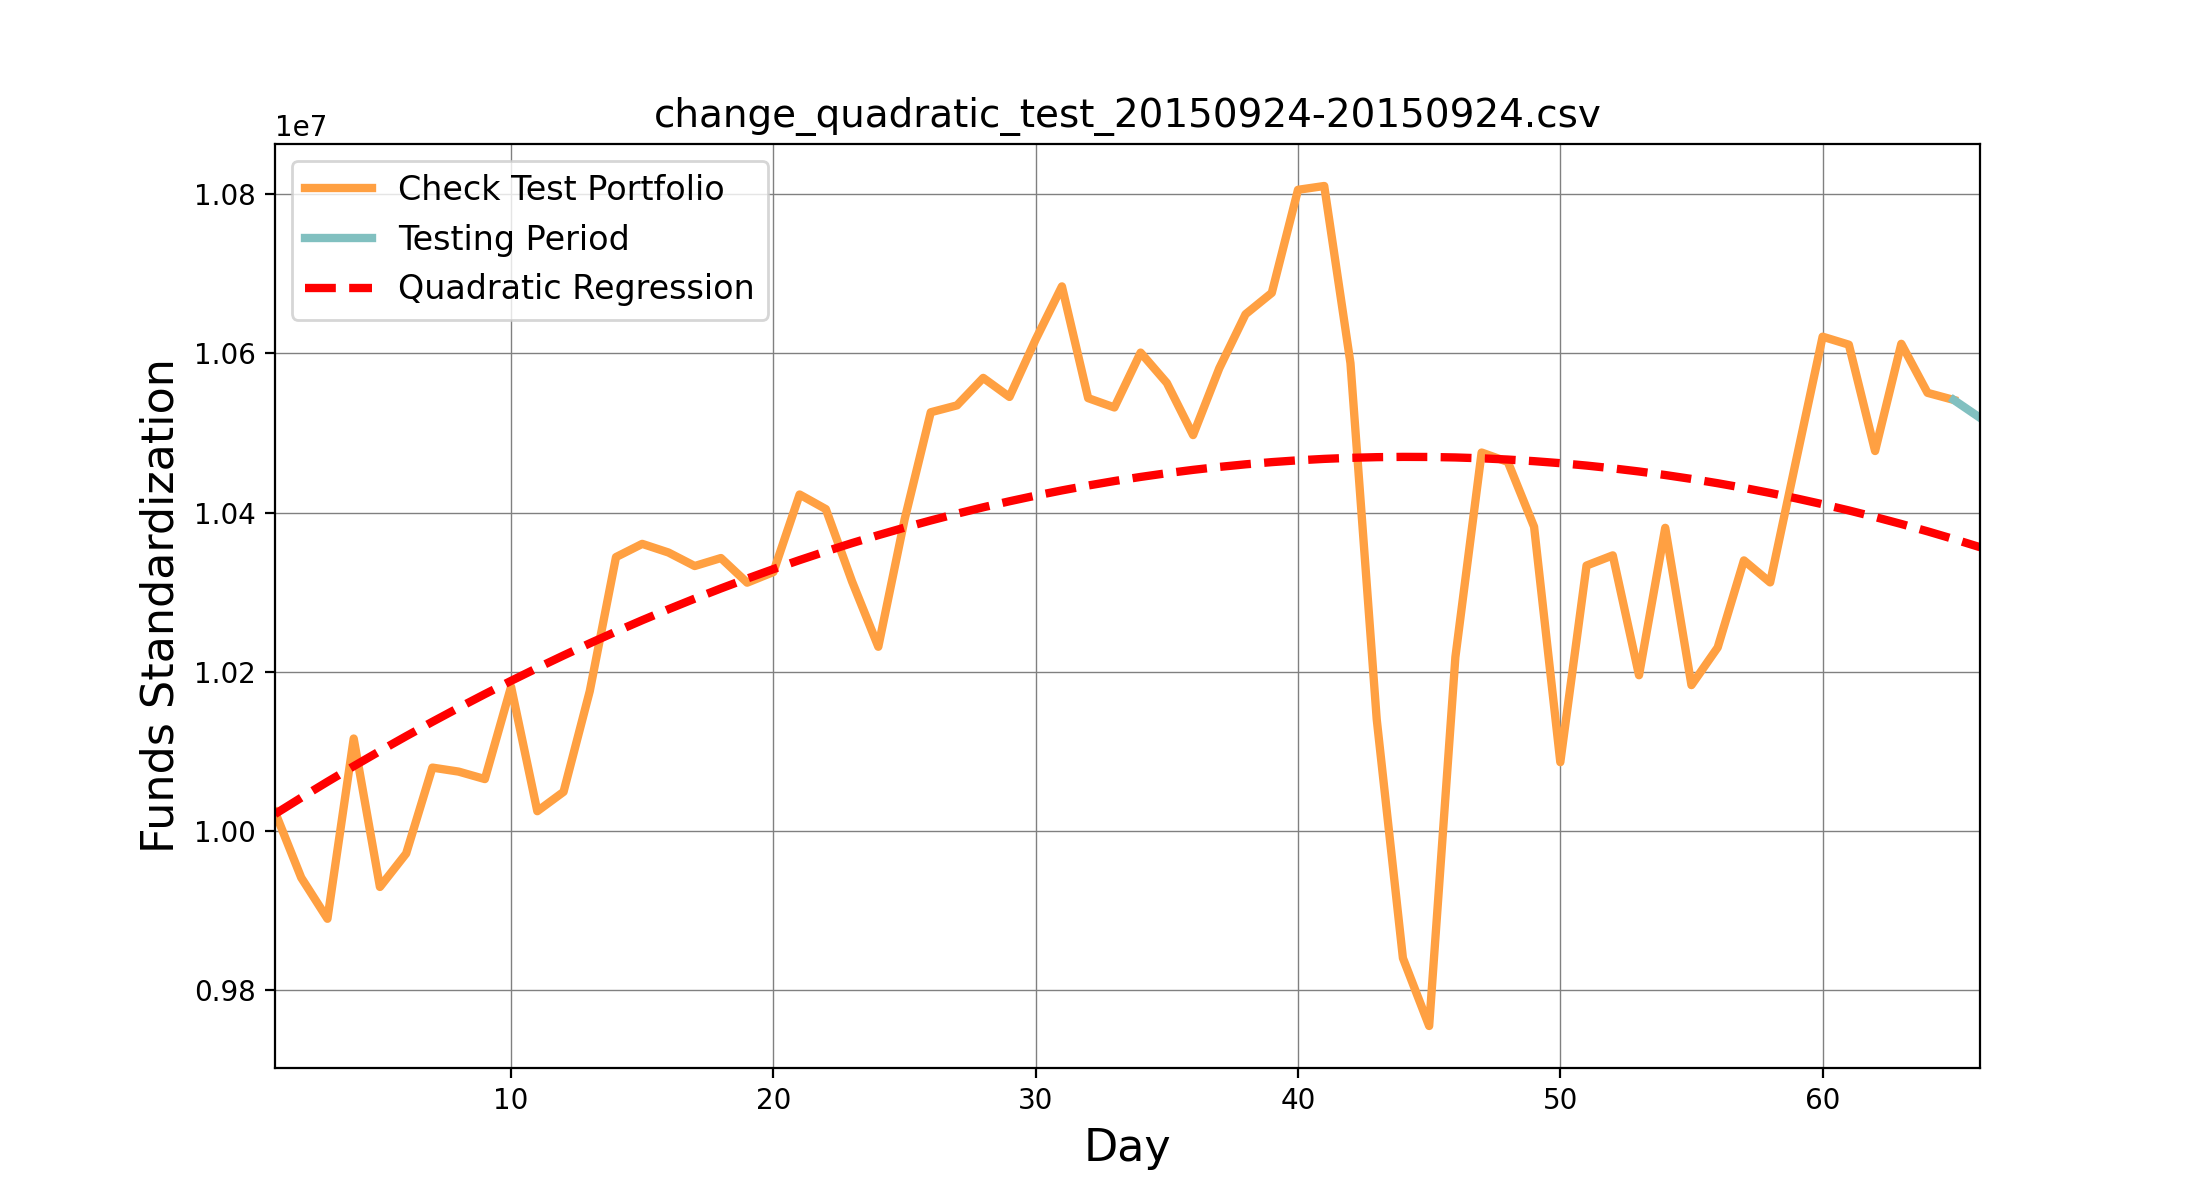 change_quadratic_test_20150924-20150924.csv
1e7
Check Test Portfolio
Testing Period
Quadratic Regression
1.08
1.06
1.04
1.02
1.00
0.98
Funds Standardization
10 20 30 40 50 60
Day